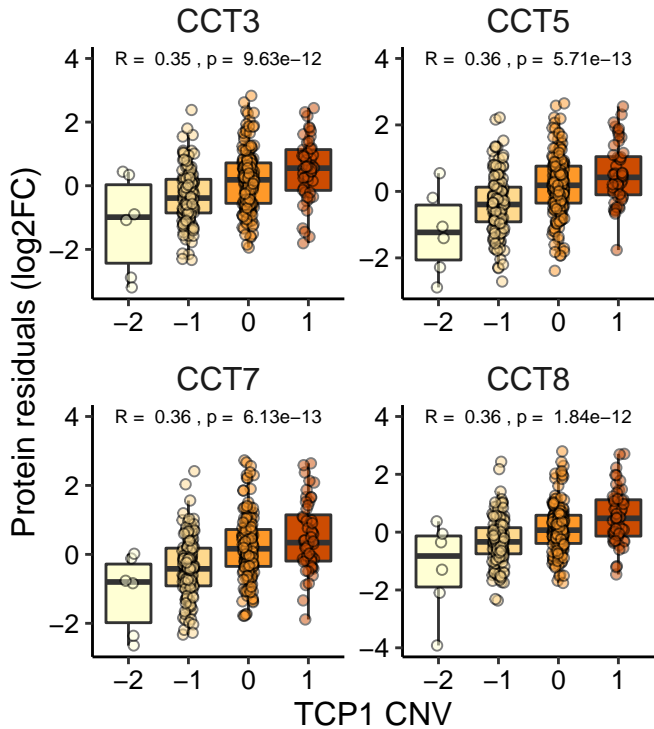 CCT3
CCT5
R = 0.35 , p = 9.63e−12
R = 0.36 , p = 5.71e−13
4
2
0
−2
4
2
0
−2
−2 −1 0 1
−2 −1 0 1
CCT7
CCT8
R = 0.36 , p = 6.13e−13
R = 0.36 , p = 1.84e−12
4
2
0
−2
4
2
0
−2
−4
−2 −1 0 1
−2 −1 0 1
Protein residuals (log2FC)
TCP1 CNV